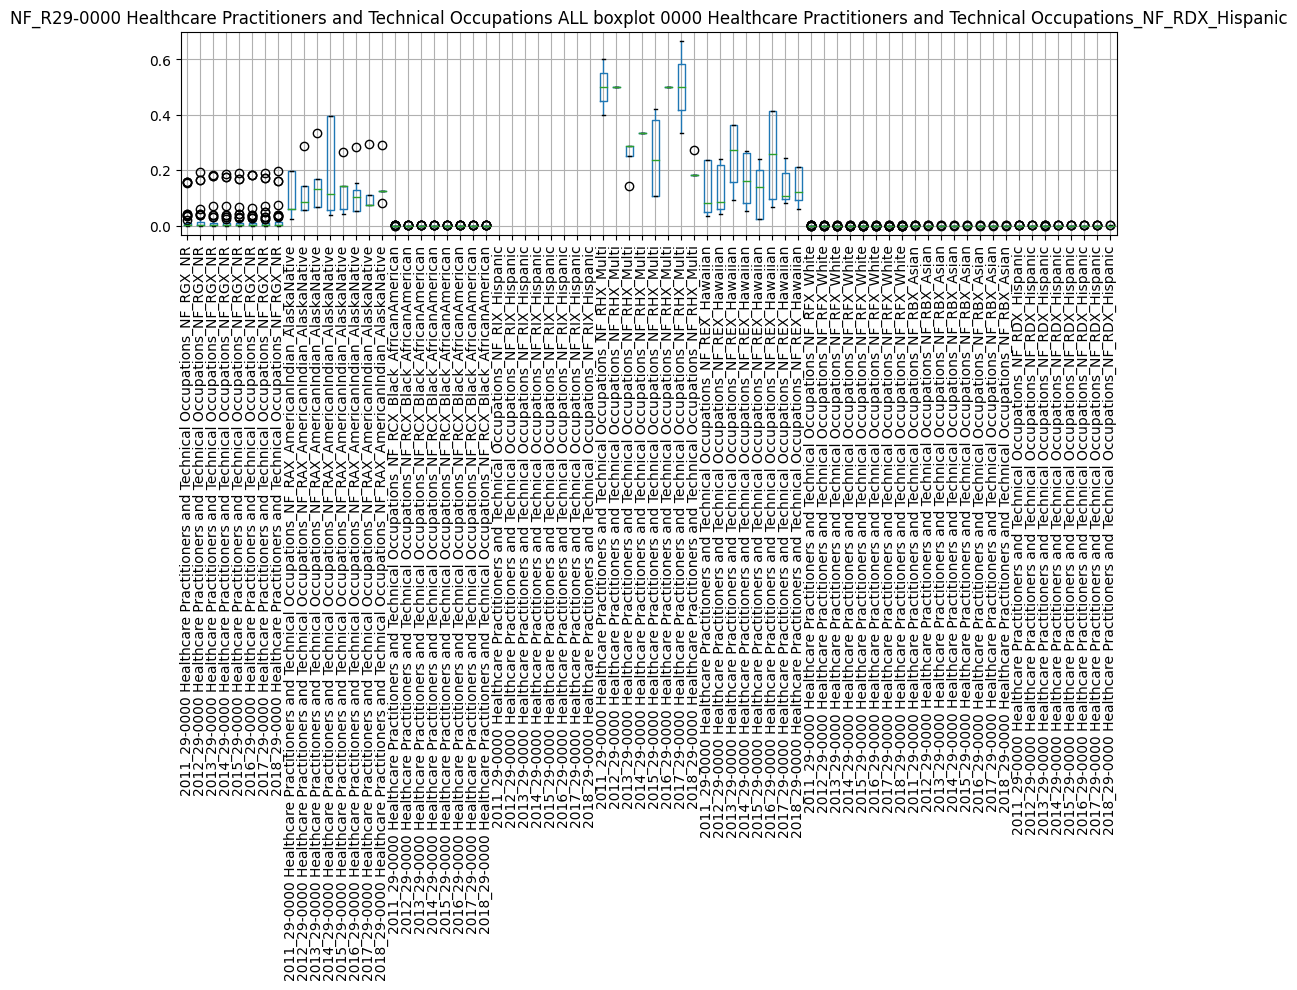 NF_R29-0000 Healthcare Practitioners and Technical Occupations ALL boxplot 0000 Healthcare Practitioners and Technical Occupations_NF_RDX_Hispanic
0.6
0.4
0.2
0.0
2011_29-0000 Healthcare Practitioners and Technical Occupations_NF_RGX_NR
2012_29-0000 Healthcare Practitioners and Technical Occupations_NF_RGX_NR
2013_29-0000 Healthcare Practitioners and Technical Occupations_NF_RGX_NR
2014_29-0000 Healthcare Practitioners and Technical Occupations_NF_RGX_NR
2015_29-0000 Healthcare Practitioners and Technical Occupations_NF_RGX_NR
2016_29-0000 Healthcare Practitioners and Technical Occupations_NF_RGX_NR
2017_29-0000 Healthcare Practitioners and Technical Occupations_NF_RGX_NR
2018_29-0000 Healthcare Practitioners and Technical Occupations_NF_RGX_NR
2011_29-0000 Healthcare Practitioners and Technical Occupations_NF_RAX_AmericanIndian_AlaskaNative
2012_29-0000 Healthcare Practitioners and Technical Occupations_NF_RAX_AmericanIndian_AlaskaNative
2013_29-0000 Healthcare Practitioners and Technical Occupations_NF_RAX_AmericanIndian_AlaskaNative
2014_29-0000 Healthcare Practitioners and Technical Occupations_NF_RAX_AmericanIndian_AlaskaNative
2015_29-0000 Healthcare Practitioners and Technical Occupations_NF_RAX_AmericanIndian_AlaskaNative
2016_29-0000 Healthcare Practitioners and Technical Occupations_NF_RAX_AmericanIndian_AlaskaNative
2017_29-0000 Healthcare Practitioners and Technical Occupations_NF_RAX_AmericanIndian_AlaskaNative
2018_29-0000 Healthcare Practitioners and Technical Occupations_NF_RAX_AmericanIndian_AlaskaNative
2011_29-0000 Healthcare Practitioners and Technical Occupations_NF_RCX_Black_AfricanAmerican
2012_29-0000 Healthcare Practitioners and Technical Occupations_NF_RCX_Black_AfricanAmerican
2013_29-0000 Healthcare Practitioners and Technical Occupations_NF_RCX_Black_AfricanAmerican
2014_29-0000 Healthcare Practitioners and Technical Occupations_NF_RCX_Black_AfricanAmerican
2015_29-0000 Healthcare Practitioners and Technical Occupations_NF_RCX_Black_AfricanAmerican
2016_29-0000 Healthcare Practitioners and Technical Occupations_NF_RCX_Black_AfricanAmerican
2017_29-0000 Healthcare Practitioners and Technical Occupations_NF_RCX_Black_AfricanAmerican
2018_29-0000 Healthcare Practitioners and Technical Occupations_NF_RCX_Black_AfricanAmerican
2011_29-0000 Healthcare Practitioners and Technical Occupations_NF_RIX_Hispanic
2012_29-0000 Healthcare Practitioners and Technical Occupations_NF_RIX_Hispanic
2013_29-0000 Healthcare Practitioners and Technical Occupations_NF_RIX_Hispanic
2014_29-0000 Healthcare Practitioners and Technical Occupations_NF_RIX_Hispanic
2015_29-0000 Healthcare Practitioners and Technical Occupations_NF_RIX_Hispanic
2016_29-0000 Healthcare Practitioners and Technical Occupations_NF_RIX_Hispanic
2017_29-0000 Healthcare Practitioners and Technical Occupations_NF_RIX_Hispanic
2018_29-0000 Healthcare Practitioners and Technical Occupations_NF_RIX_Hispanic
2011_29-0000 Healthcare Practitioners and Technical Occupations_NF_RHX_Multi
2012_29-0000 Healthcare Practitioners and Technical Occupations_NF_RHX_Multi
2013_29-0000 Healthcare Practitioners and Technical Occupations_NF_RHX_Multi
2014_29-0000 Healthcare Practitioners and Technical Occupations_NF_RHX_Multi
2015_29-0000 Healthcare Practitioners and Technical Occupations_NF_RHX_Multi
2016_29-0000 Healthcare Practitioners and Technical Occupations_NF_RHX_Multi
2017_29-0000 Healthcare Practitioners and Technical Occupations_NF_RHX_Multi
2018_29-0000 Healthcare Practitioners and Technical Occupations_NF_RHX_Multi
2011_29-0000 Healthcare Practitioners and Technical Occupations_NF_REX_Hawaiian
2012_29-0000 Healthcare Practitioners and Technical Occupations_NF_REX_Hawaiian
2013_29-0000 Healthcare Practitioners and Technical Occupations_NF_REX_Hawaiian
2014_29-0000 Healthcare Practitioners and Technical Occupations_NF_REX_Hawaiian
2015_29-0000 Healthcare Practitioners and Technical Occupations_NF_REX_Hawaiian
2016_29-0000 Healthcare Practitioners and Technical Occupations_NF_REX_Hawaiian
2017_29-0000 Healthcare Practitioners and Technical Occupations_NF_REX_Hawaiian
2018_29-0000 Healthcare Practitioners and Technical Occupations_NF_REX_Hawaiian
2011_29-0000 Healthcare Practitioners and Technical Occupations_NF_RFX_White
2012_29-0000 Healthcare Practitioners and Technical Occupations_NF_RFX_White
2013_29-0000 Healthcare Practitioners and Technical Occupations_NF_RFX_White
2014_29-0000 Healthcare Practitioners and Technical Occupations_NF_RFX_White
2015_29-0000 Healthcare Practitioners and Technical Occupations_NF_RFX_White
2016_29-0000 Healthcare Practitioners and Technical Occupations_NF_RFX_White
2017_29-0000 Healthcare Practitioners and Technical Occupations_NF_RFX_White
2018_29-0000 Healthcare Practitioners and Technical Occupations_NF_RFX_White
2011_29-0000 Healthcare Practitioners and Technical Occupations_NF_RBX_Asian
2012_29-0000 Healthcare Practitioners and Technical Occupations_NF_RBX_Asian
2013_29-0000 Healthcare Practitioners and Technical Occupations_NF_RBX_Asian
2014_29-0000 Healthcare Practitioners and Technical Occupations_NF_RBX_Asian
2015_29-0000 Healthcare Practitioners and Technical Occupations_NF_RBX_Asian
2016_29-0000 Healthcare Practitioners and Technical Occupations_NF_RBX_Asian
2017_29-0000 Healthcare Practitioners and Technical Occupations_NF_RBX_Asian
2018_29-0000 Healthcare Practitioners and Technical Occupations_NF_RBX_Asian
2011_29-0000 Healthcare Practitioners and Technical Occupations_NF_RDX_Hispanic
2012_29-0000 Healthcare Practitioners and Technical Occupations_NF_RDX_Hispanic
2013_29-0000 Healthcare Practitioners and Technical Occupations_NF_RDX_Hispanic
2014_29-0000 Healthcare Practitioners and Technical Occupations_NF_RDX_Hispanic
2015_29-0000 Healthcare Practitioners and Technical Occupations_NF_RDX_Hispanic
2016_29-0000 Healthcare Practitioners and Technical Occupations_NF_RDX_Hispanic
2017_29-0000 Healthcare Practitioners and Technical Occupations_NF_RDX_Hispanic
2018_29-0000 Healthcare Practitioners and Technical Occupations_NF_RDX_Hispanic